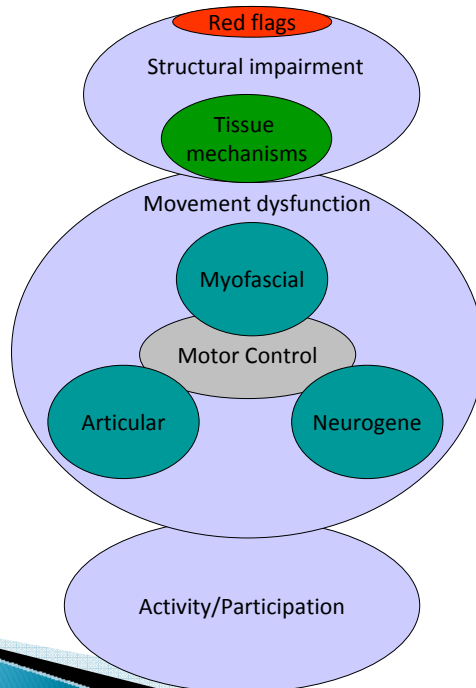 Red flags
Structural impairment
Tissue
mechanisms
Movement dysfunction
Myofascial
Motor Control
Articular
Neurogene
Activity/Participation